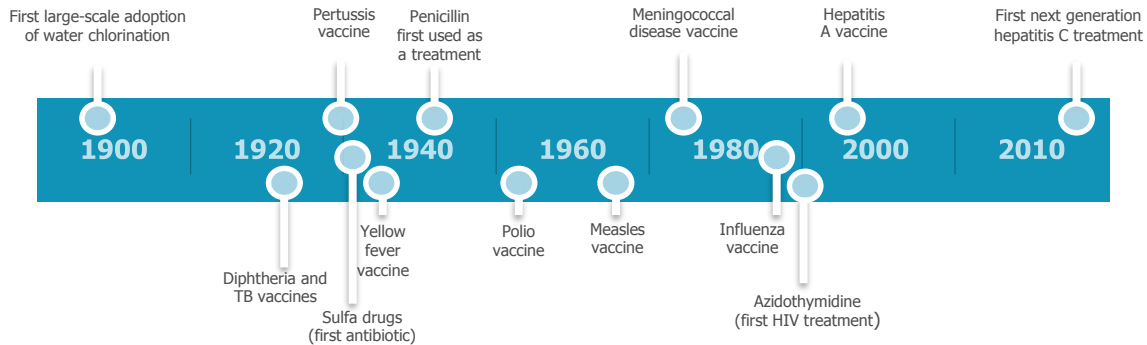 First large-scale adoption
of water chlorination
Pertussis
vaccine
Penicillin
first used as
a treatment
Meningococcal
disease vaccine
Hepatitis
A vaccine
First next generation
hepatitis C treatment
1900
1920
1940
1960
1980
2000
2010
Diphtheria and
TB vaccines
Sulfa drugs
(first antibiotic)
Yellow
fever
vaccine
Polio
vaccine
Measles
vaccine
Influenza
vaccine
Azidothymidine
(first HIV treatment)